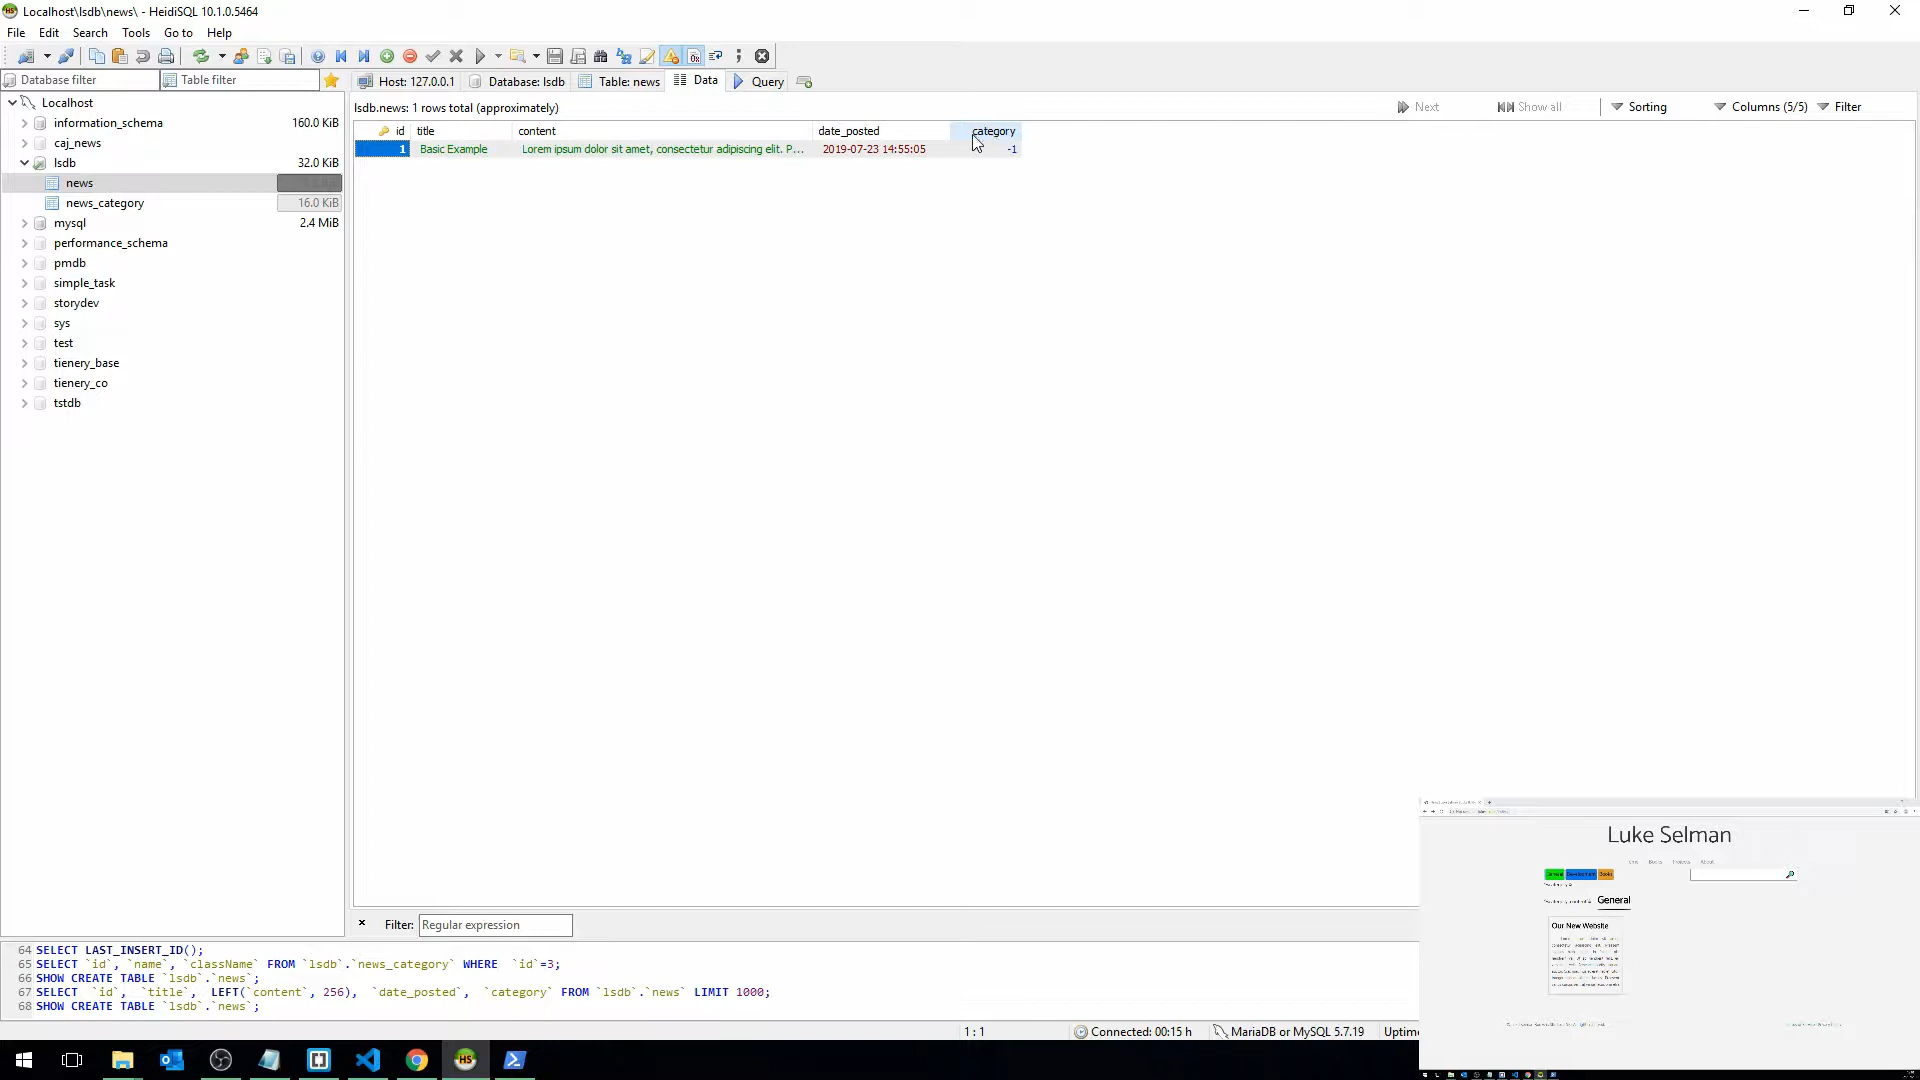 Localhost\lsdb\news\ - HeidiSQL 10.1.0.5464
File Edit Search Tools Go to Help
Database filter Table filter Host: 127.0.0.1 Database: lsdb Table: news Data Query
lsdb.news: 1 rows total (approximately) Next Show all Sorting Columns (5/5) Filter
Localhost
information_schema 160.0 KiB
caj_news
lsdb 32.0 KiB
news
news_category 16.0 KiB
mysql 2.4 MiB
performance_schema
pmdb
simple_task
storydev
sys
test
tienery_base
tienery_co
tstdb
id title content date_posted category
1 Basic Example Lorem ipsum dolor sit amet, consectetur adipiscing elit. P... 2019-07-23 14:55:05 -1
Filter: Regular expression
64 SELECT LAST_INSERT_ID();
65 SELECT `id`, `name`, `className` FROM `lsdb`.`news_category` WHERE `id`=3;
66 SHOW CREATE TABLE `lsdb`.`news`;
67 SELECT `id`, `title`, LEFT(`content`, 256), `date_posted`, `category` FROM `lsdb`.`news` LIMIT 1000;
68 SHOW CREATE TABLE `lsdb`.`news`;
1 : 1 Connected: 00:15 h MariaDB or MySQL 5.7.19 Uptime
Luke Selman
Books Projects About
General Development Books
General
Our New Website